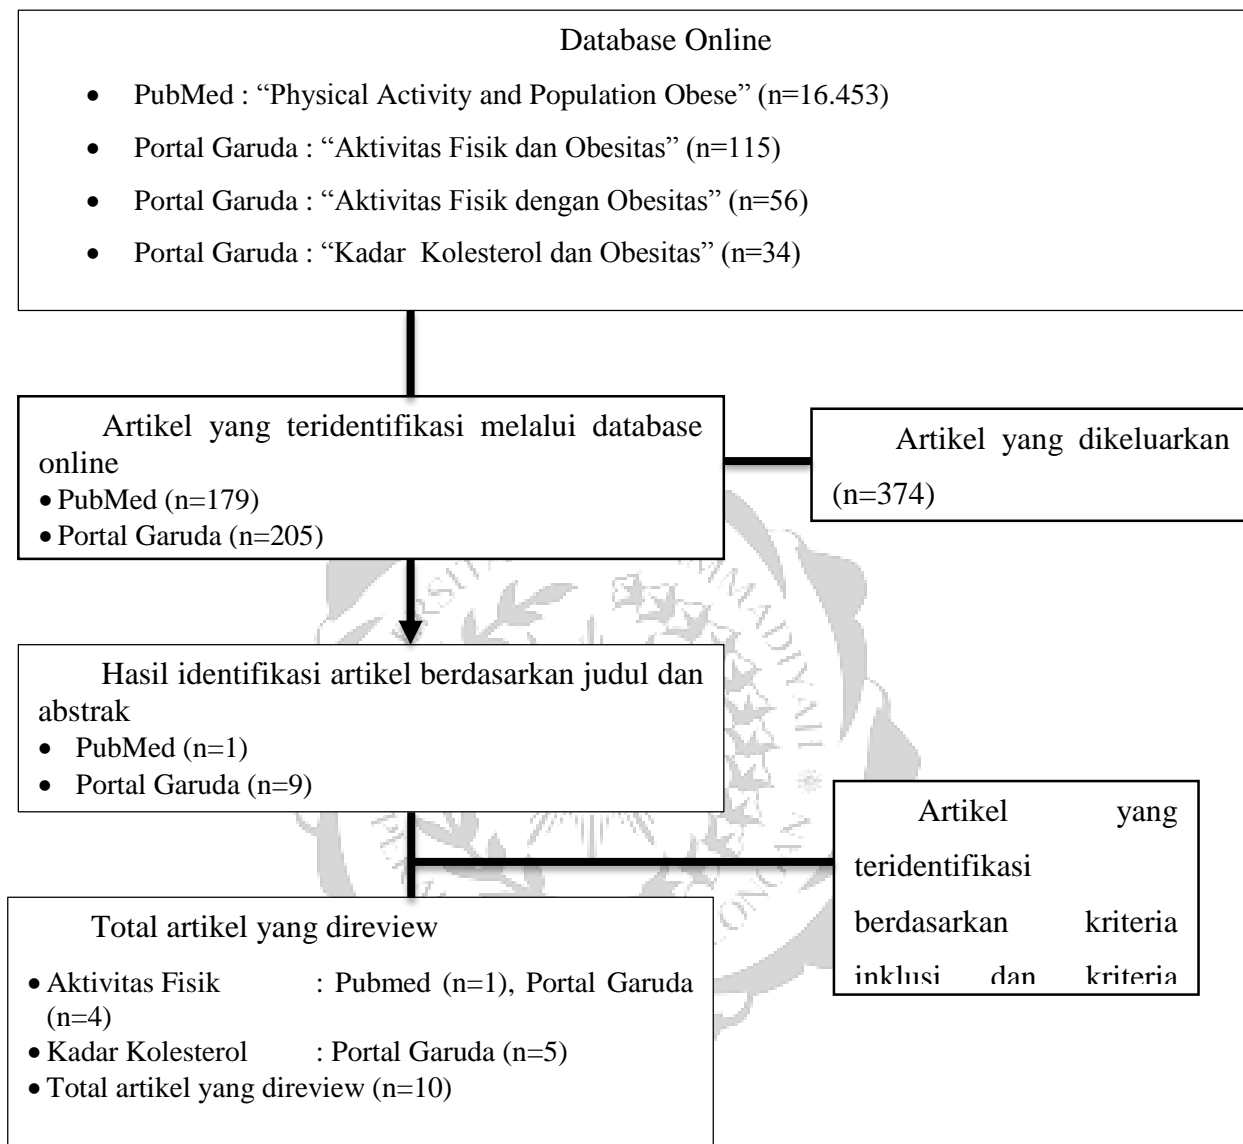 Database Online
• PubMed : “Physical Activity and Population Obese” (n=16.453)
• Portal Garuda : “Aktivitas Fisik dan Obesitas” (n=115)
• Portal Garuda : “Aktivitas Fisik dengan Obesitas” (n=56)
• Portal Garuda : “Kadar Kolesterol dan Obesitas” (n=34)
Artikel yang teridentifikasi melalui database
online
• PubMed (n=179)
• Portal Garuda (n=205)
Artikel yang dikeluarkan
(n=374)
Hasil identifikasi artikel berdasarkan judul dan
abstrak
• PubMed (n=1)
• Portal Garuda (n=9)
Artikel yang
teridentifikasi
berdasarkan kriteria
inklusi dan kriteria
Total artikel yang direview
• Aktivitas Fisik : Pubmed (n=1), Portal Garuda
(n=4)
• Kadar Kolesterol : Portal Garuda (n=5)
• Total artikel yang direview (n=10)